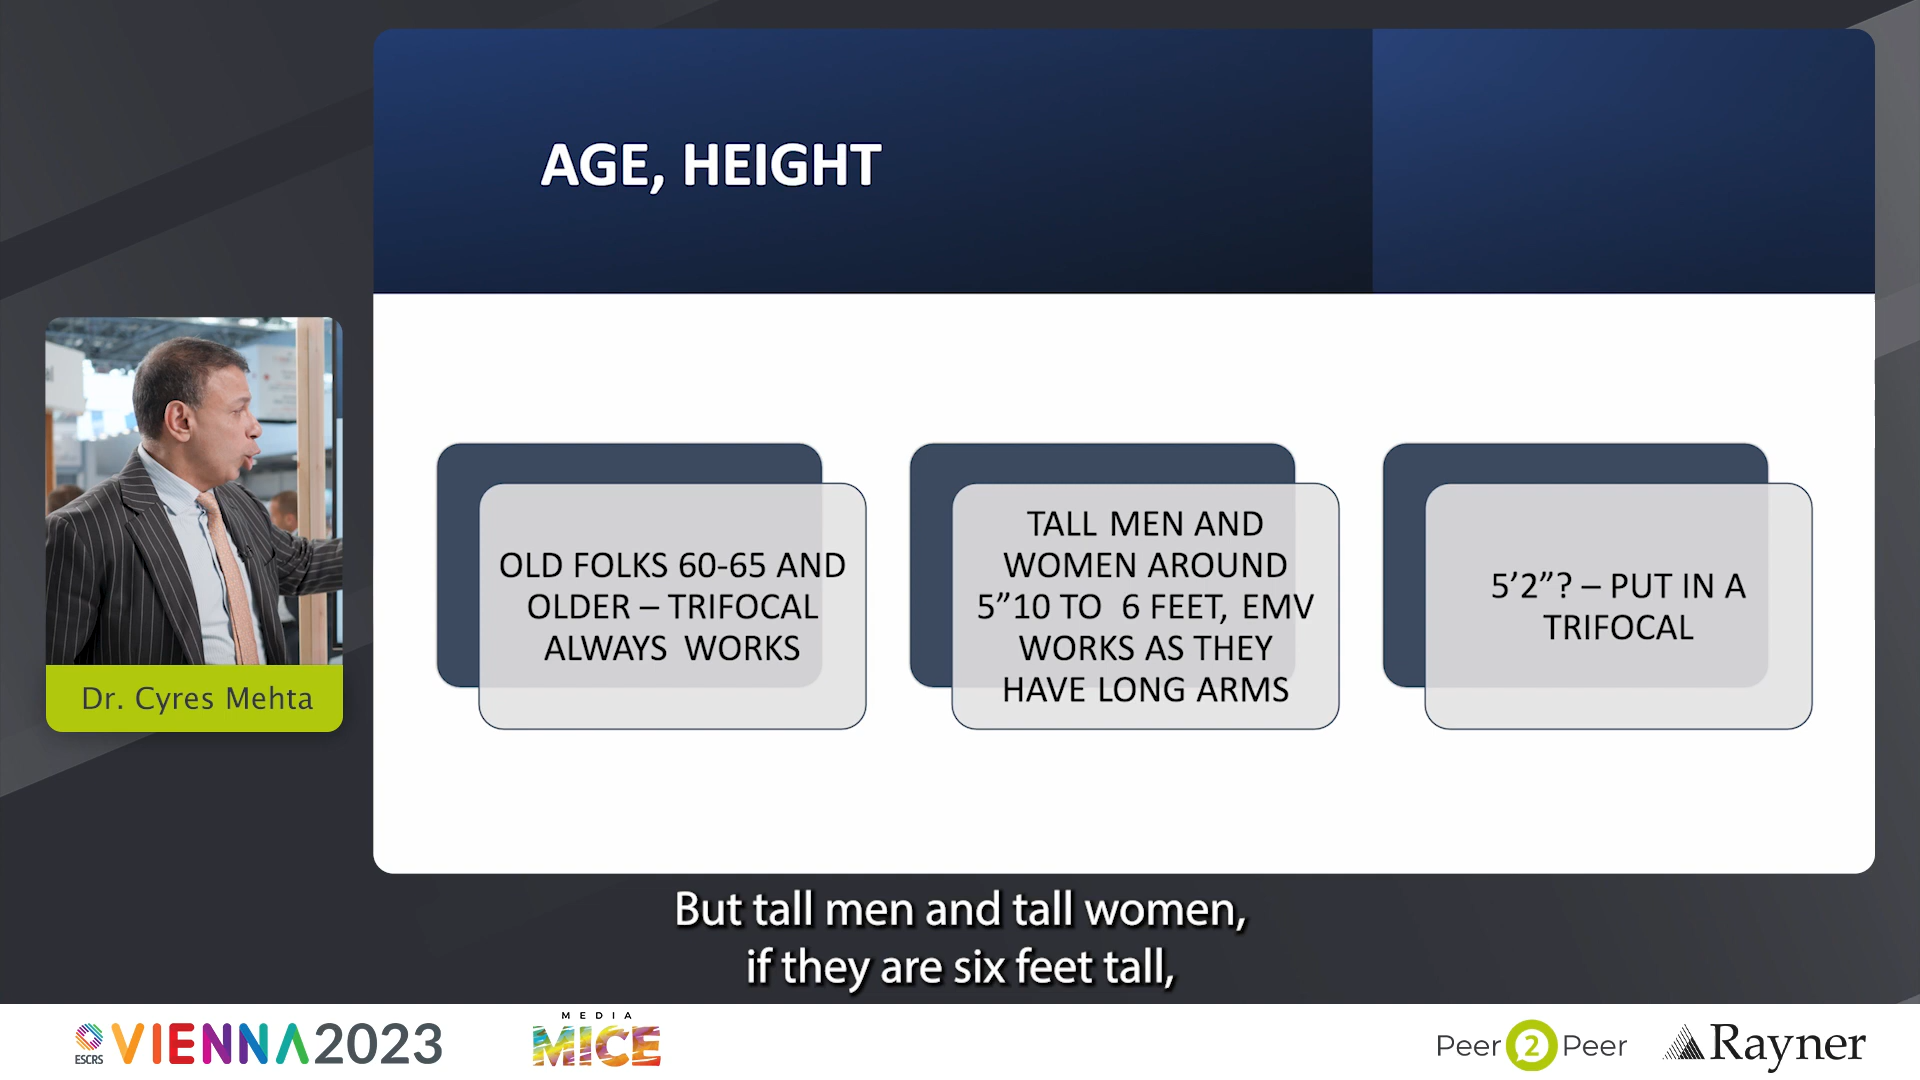 AGE, HEIGHT
OLD FOLKS 60-65 AND
OLDER – TRIFOCAL
ALWAYS WORKS
TALL MEN AND
WOMEN AROUND
5”10 TO 6 FEET, EMV
WORKS AS THEY
HAVE LONG ARMS
5’2”? – PUT IN A
TRIFOCAL
Dr. Cyres Mehta
But tall men and tall women,
if they are six feet tall,
ESCRS
VIENNA2023
MEDIA
MICE
Peer 2 Peer
Rayner